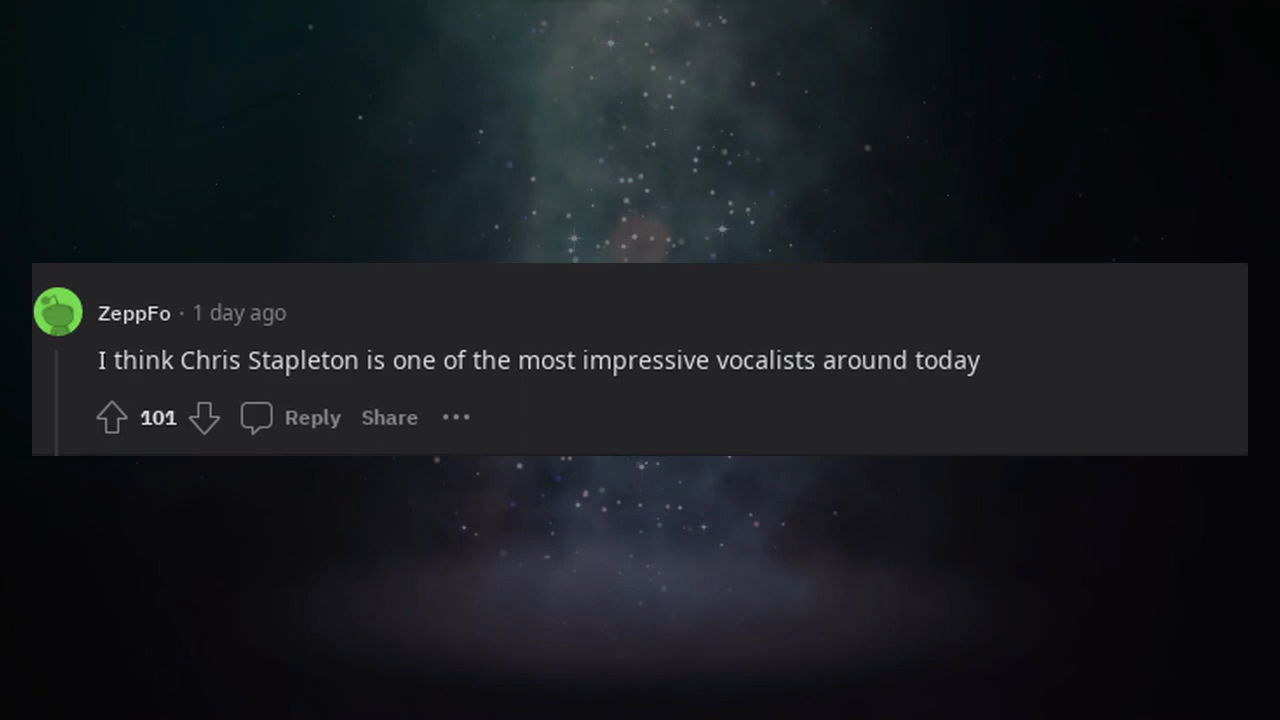 ZeppFo · 1 day ago
I think Chris Stapleton is one of the most impressive vocalists around today
101 Reply Share ···